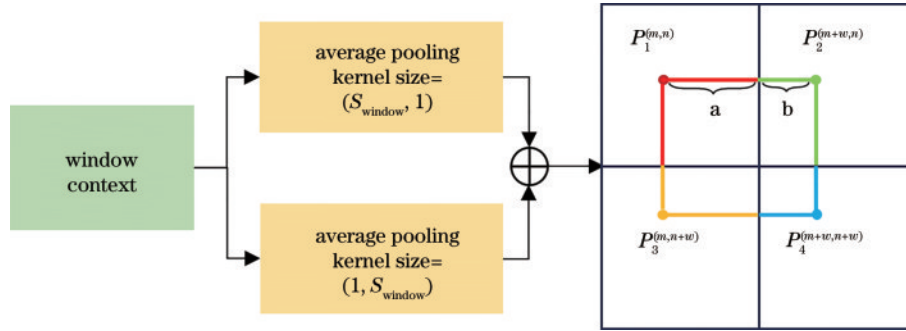 window
context
average pooling
kernel size=
(S_window, 1)
average pooling
kernel size=
(1, S_window)
P_1^(m,n)
P_2^(m+w,n)
a
b
P_3^(m,n+w)
P_4^(m+w,n+w)